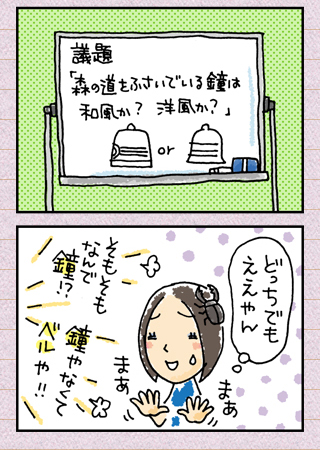 議題
「森の道をふさいでいる鐘は
和風か? 洋風か?」
or
どっちでも
ええやん
そもそも
なんで
鐘!?
鐘やなくて
ベルや!!
まぁ
まぁ